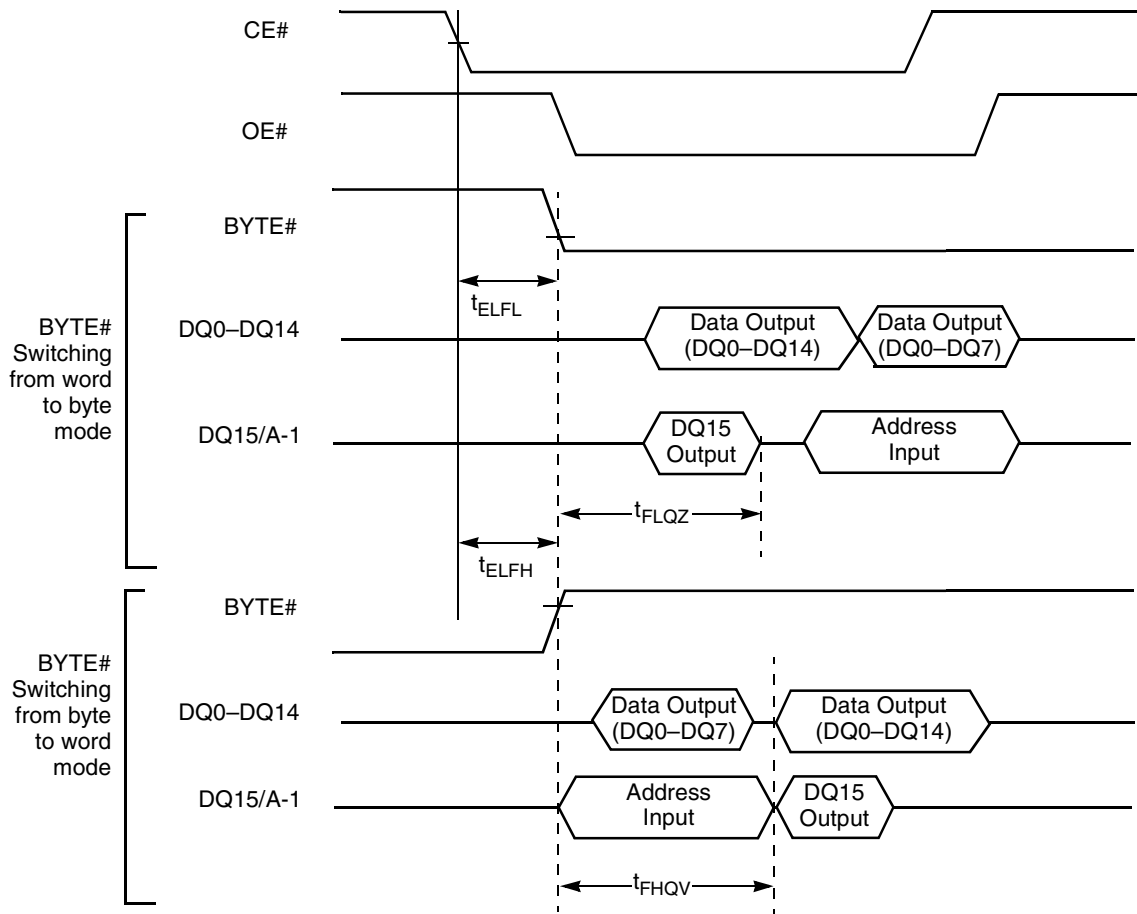 CE#
OE#
BYTE#
Switching
from word
to byte
mode
BYTE#
tELFL
DQ0–DQ14
Data Output
(DQ0–DQ14)
Data Output
(DQ0–DQ7)
DQ15/A-1
DQ15
Output
Address
Input
tFLQZ
tELFH
BYTE#
Switching
from byte
to word
mode
BYTE#
DQ0–DQ14
Data Output
(DQ0–DQ7)
Data Output
(DQ0–DQ14)
DQ15/A-1
Address
Input
DQ15
Output
tFHQV